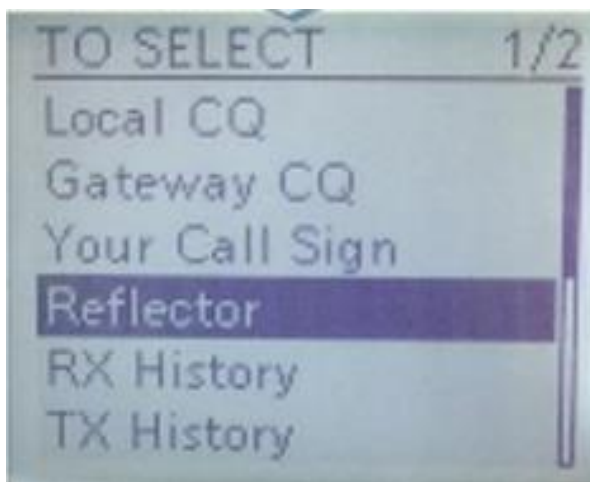 TO SELECT 1/2
Local CQ
Gateway CQ
Your Call Sign
Reflector
RX History
TX History